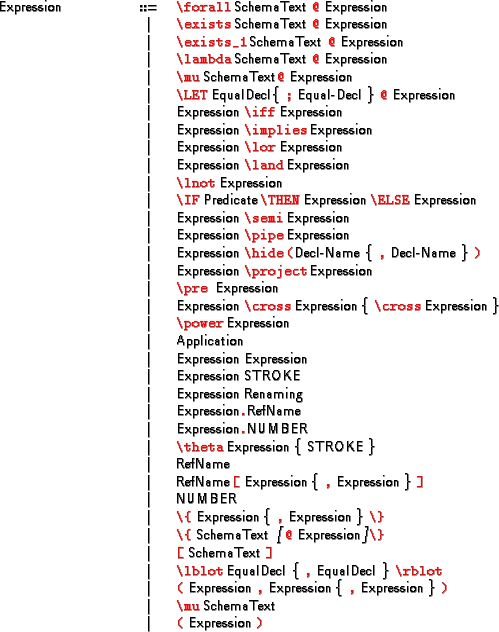 Expression ::= \forall SchemaText @ Expression
| \exists SchemaText @ Expression
| \exists_1 SchemaText @ Expression
| \lambda SchemaText @ Expression
| \mu SchemaText @ Expression
| \LET EqualDecl { ; Equal-Decl } @ Expression
| Expression \iff Expression
| Expression \implies Expression
| Expression \lor Expression
| Expression \land Expression
| \lnot Expression
| \IF Predicate \THEN Expression \ELSE Expression
| Expression \semi Expression
| Expression \pipe Expression
| Expression \hide ( Decl-Name { , Decl-Name } )
| Expression \project Expression
| \pre Expression
| Expression \cross Expression { \cross Expression }
| \power Expression
| Application
| Expression Expression
| Expression STROKE
| Expression Renaming
| Expression . RefName
| Expression . NUMBER
| \theta Expression { STROKE }
| RefName
| RefName [ Expression { , Expression } ]
| NUMBER
| \{ Expression { , Expression } \}
| \{ SchemaText [ @ Expression ] \}
| [ SchemaText ]
| \lblot EqualDecl { , EqualDecl } \rblot
| ( Expression , Expression { , Expression } )
| \mu SchemaText
| ( Expression )